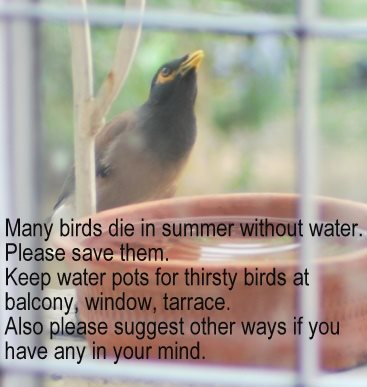 Many birds die in summer without water.
Please save them.
Keep water pots for thirsty birds at
balcony, window, tarrace.
Also please suggest other ways if you
have any in your mind.